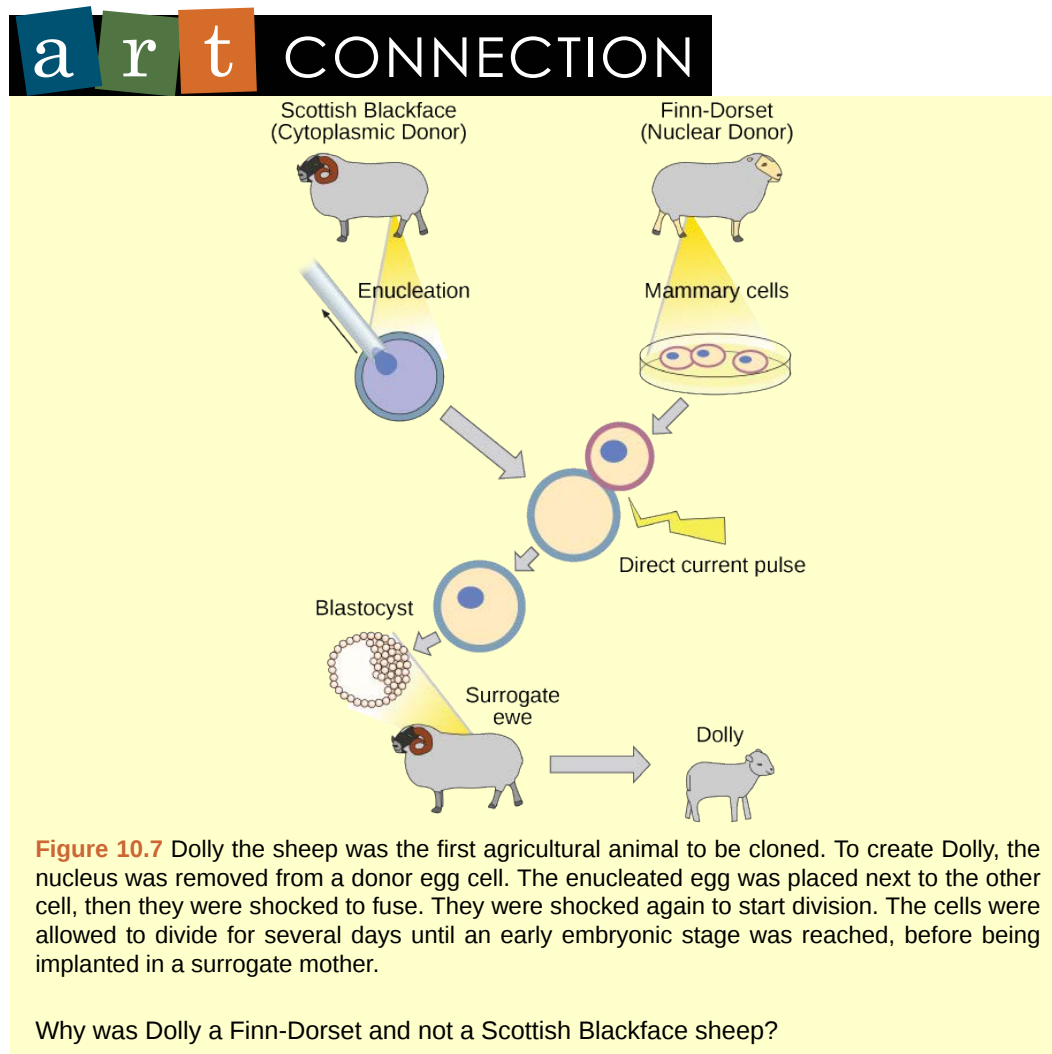 art CONNECTION
Scottish Blackface
(Cytoplasmic Donor)
Finn-Dorset
(Nuclear Donor)
Enucleation
Mammary cells
Direct current pulse
Blastocyst
Surrogate
ewe
Dolly
Figure 10.7 Dolly the sheep was the first agricultural animal to be cloned. To create Dolly, the
nucleus was removed from a donor egg cell. The enucleated egg was placed next to the other
cell, then they were shocked to fuse. They were shocked again to start division. The cells were
allowed to divide for several days until an early embryonic stage was reached, before being
implanted in a surrogate mother.
Why was Dolly a Finn-Dorset and not a Scottish Blackface sheep?